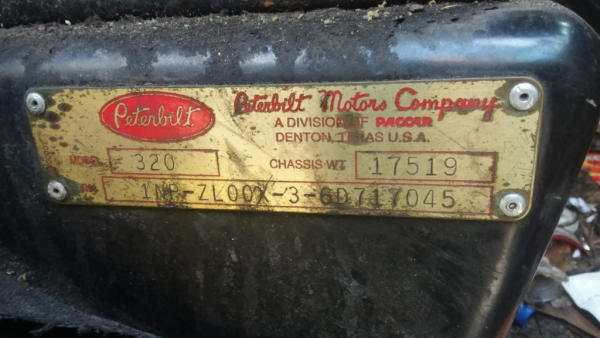 Peterbilt Peterbilt Motors Company
A DIVISION OF PACCAR
DENTON, TEXAS U.S.A.
MODEL 320 CHASSIS WT 17519
1NP-ZL00X-3-6D717045